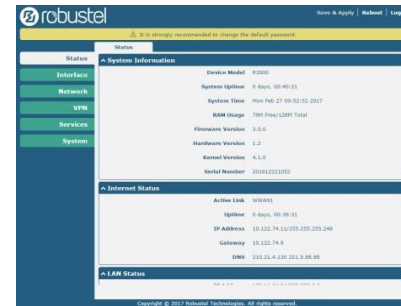 robustel
Save & Apply | Reboot | Log
It is strongly recommended to change the default password.
Status
Status
Interface
Network
VPN
Services
System
System Information
Device Model R3000
System Uptime 0 days, 00:40:21
System Time Mon Feb 27 09:52:52 2017
RAM Usage 78M Free/128M Total
Firmware Version 3.0.0
Hardware Version 1.2
Kernel Version 4.1.0
Serial Number 201612221052
Internet Status
Active Link WWAN1
Uptime 0 days, 00:39:31
IP Address 10.122.74.11/255.255.255.248
Gateway 10.122.74.9
DNS 210.21.4.130 221.5.88.88
LAN Status
Copyright © 2017 Robustel Technologies. All rights reserved.